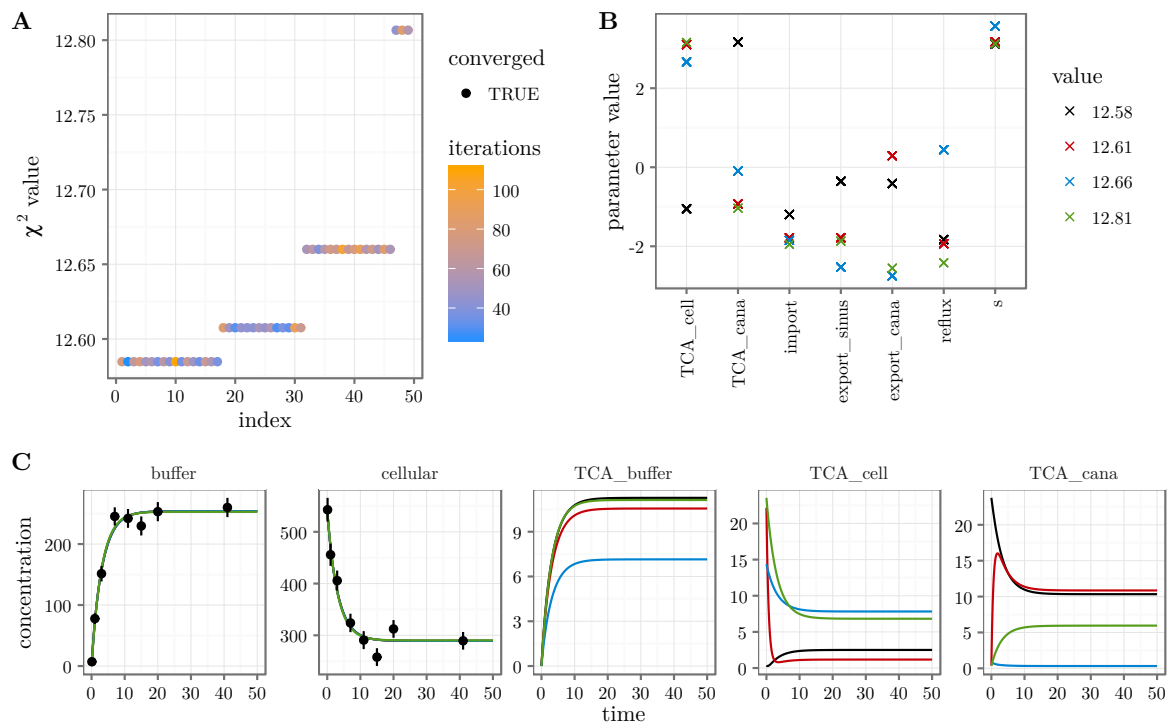 A
12.80
12.75
12.70
12.65
12.60
χ² value
0 10 20 30 40 50
index
converged
TRUE
iterations
100
80
60
40
B
2
0
-2
parameter value
TCA_cell
TCA_cana
import
export_sinus
export_cana
reflux
s
value
12.58
12.61
12.66
12.81
C
buffer
cellular
TCA_buffer
TCA_cell
TCA_cana
concentration
200
100
0
0 10 20 30 40 50
500
400
300
0 10 20 30 40 50
9
6
3
0
0 10 20 30 40 50
20
15
10
5
0
0 10 20 30 40 50
20
15
10
5
0
0 10 20 30 40 50
time